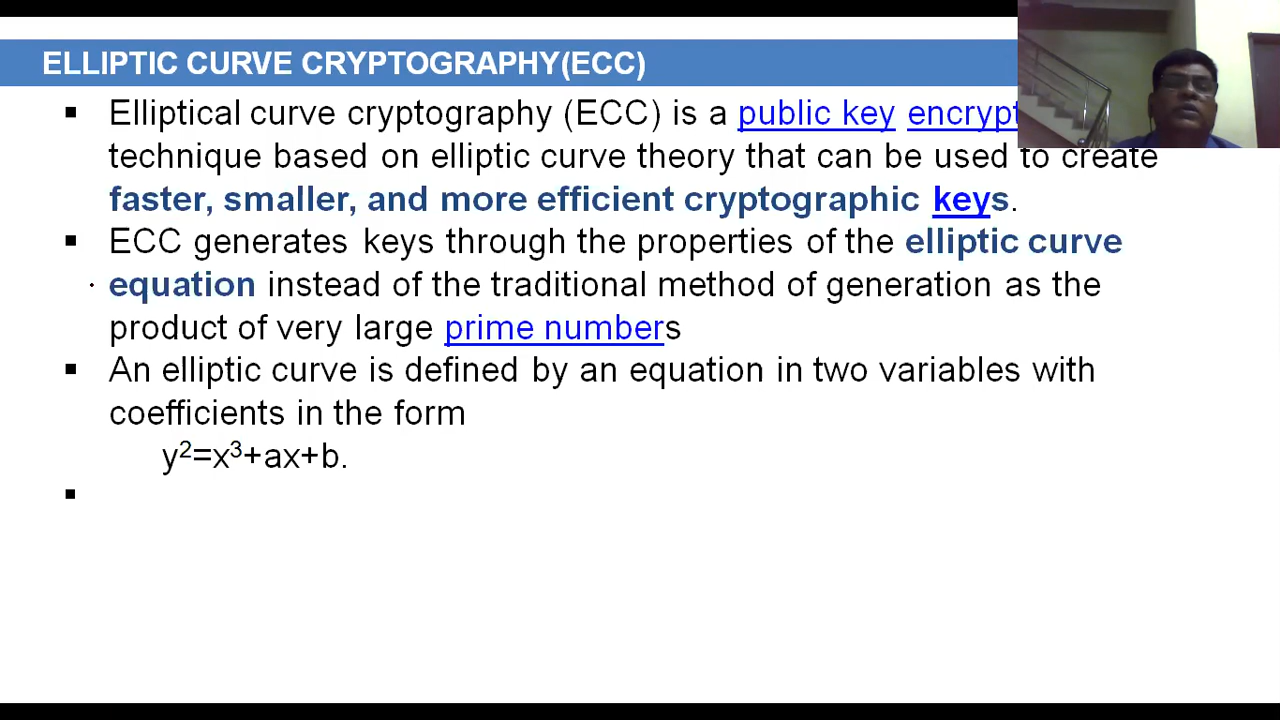 ELLIPTIC CURVE CRYPTOGRAPHY(ECC)
▪ Elliptical curve cryptography (ECC) is a public key encrypt
technique based on elliptic curve theory that can be used to create
faster, smaller, and more efficient cryptographic keys.
▪ ECC generates keys through the properties of the elliptic curve
equation instead of the traditional method of generation as the
product of very large prime numbers
▪ An elliptic curve is defined by an equation in two variables with
coefficients in the form
y²=x³+ax+b.
▪